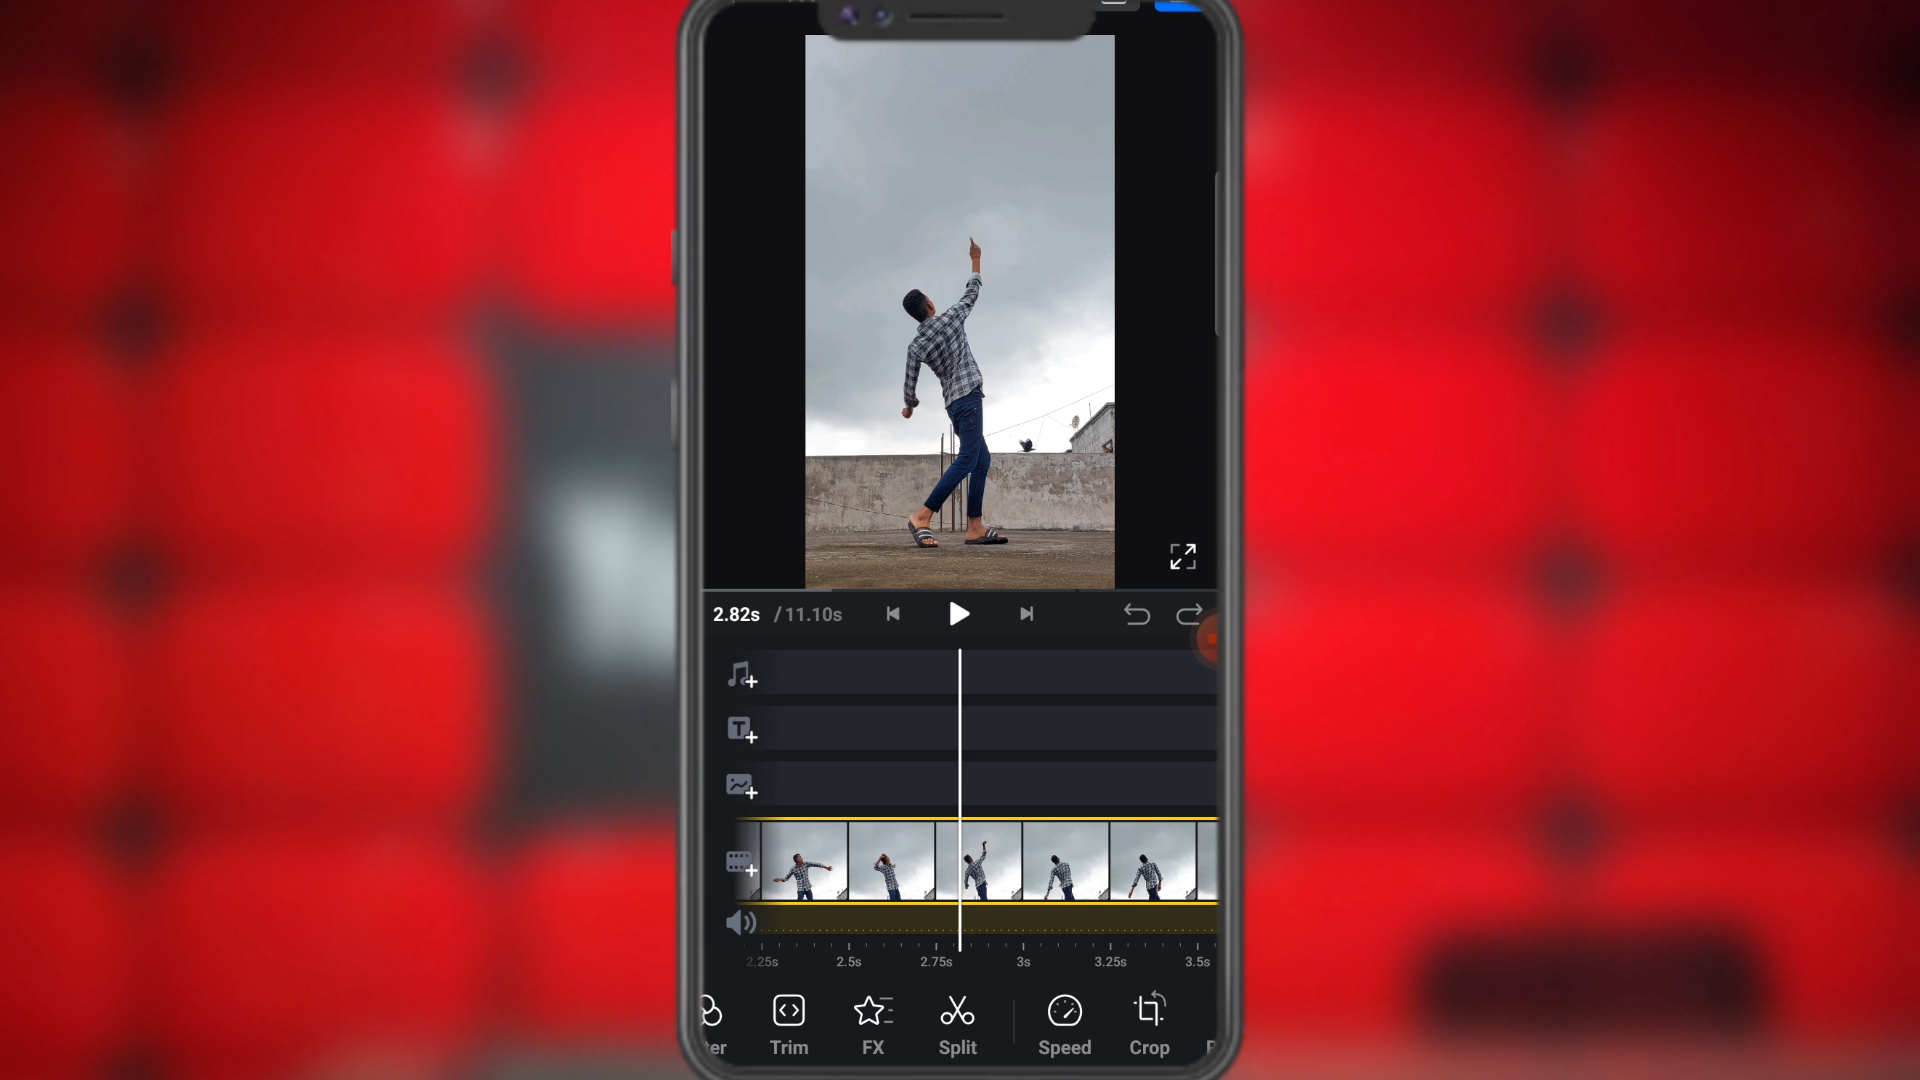 2.82s / 11.10s
2.25s 2.5s 2.75s 3s 3.25s 3.5s
ter Trim FX Split Speed Crop